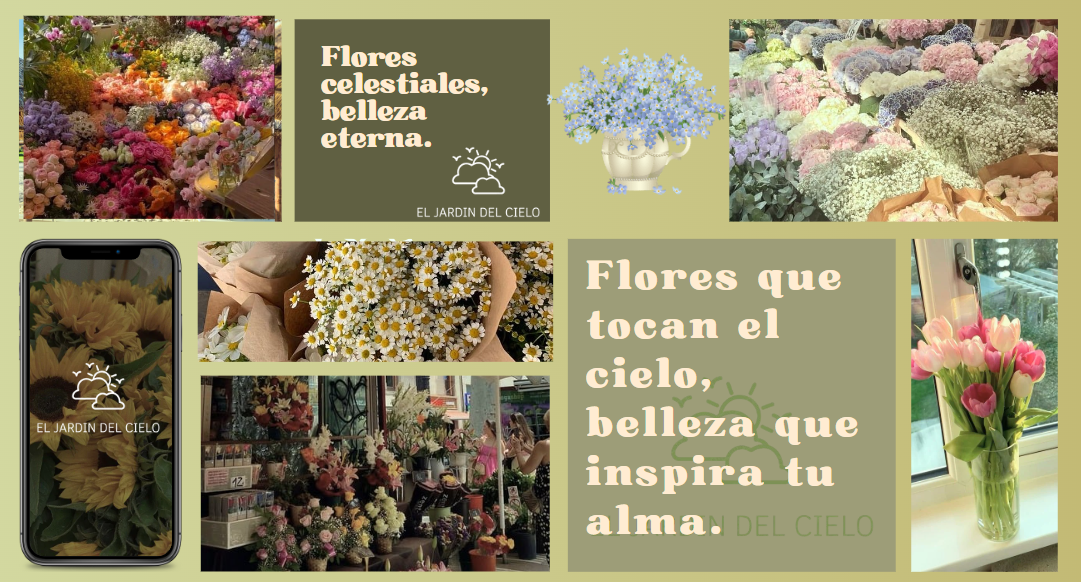 Flores
celestiales,
belleza
eterna.
EL JARDIN DEL CIELO
EL JARDIN DEL CIELO
12
Flores que
tocan el
cielo,
belleza que
inspira tu
alma.
DEL CIELO